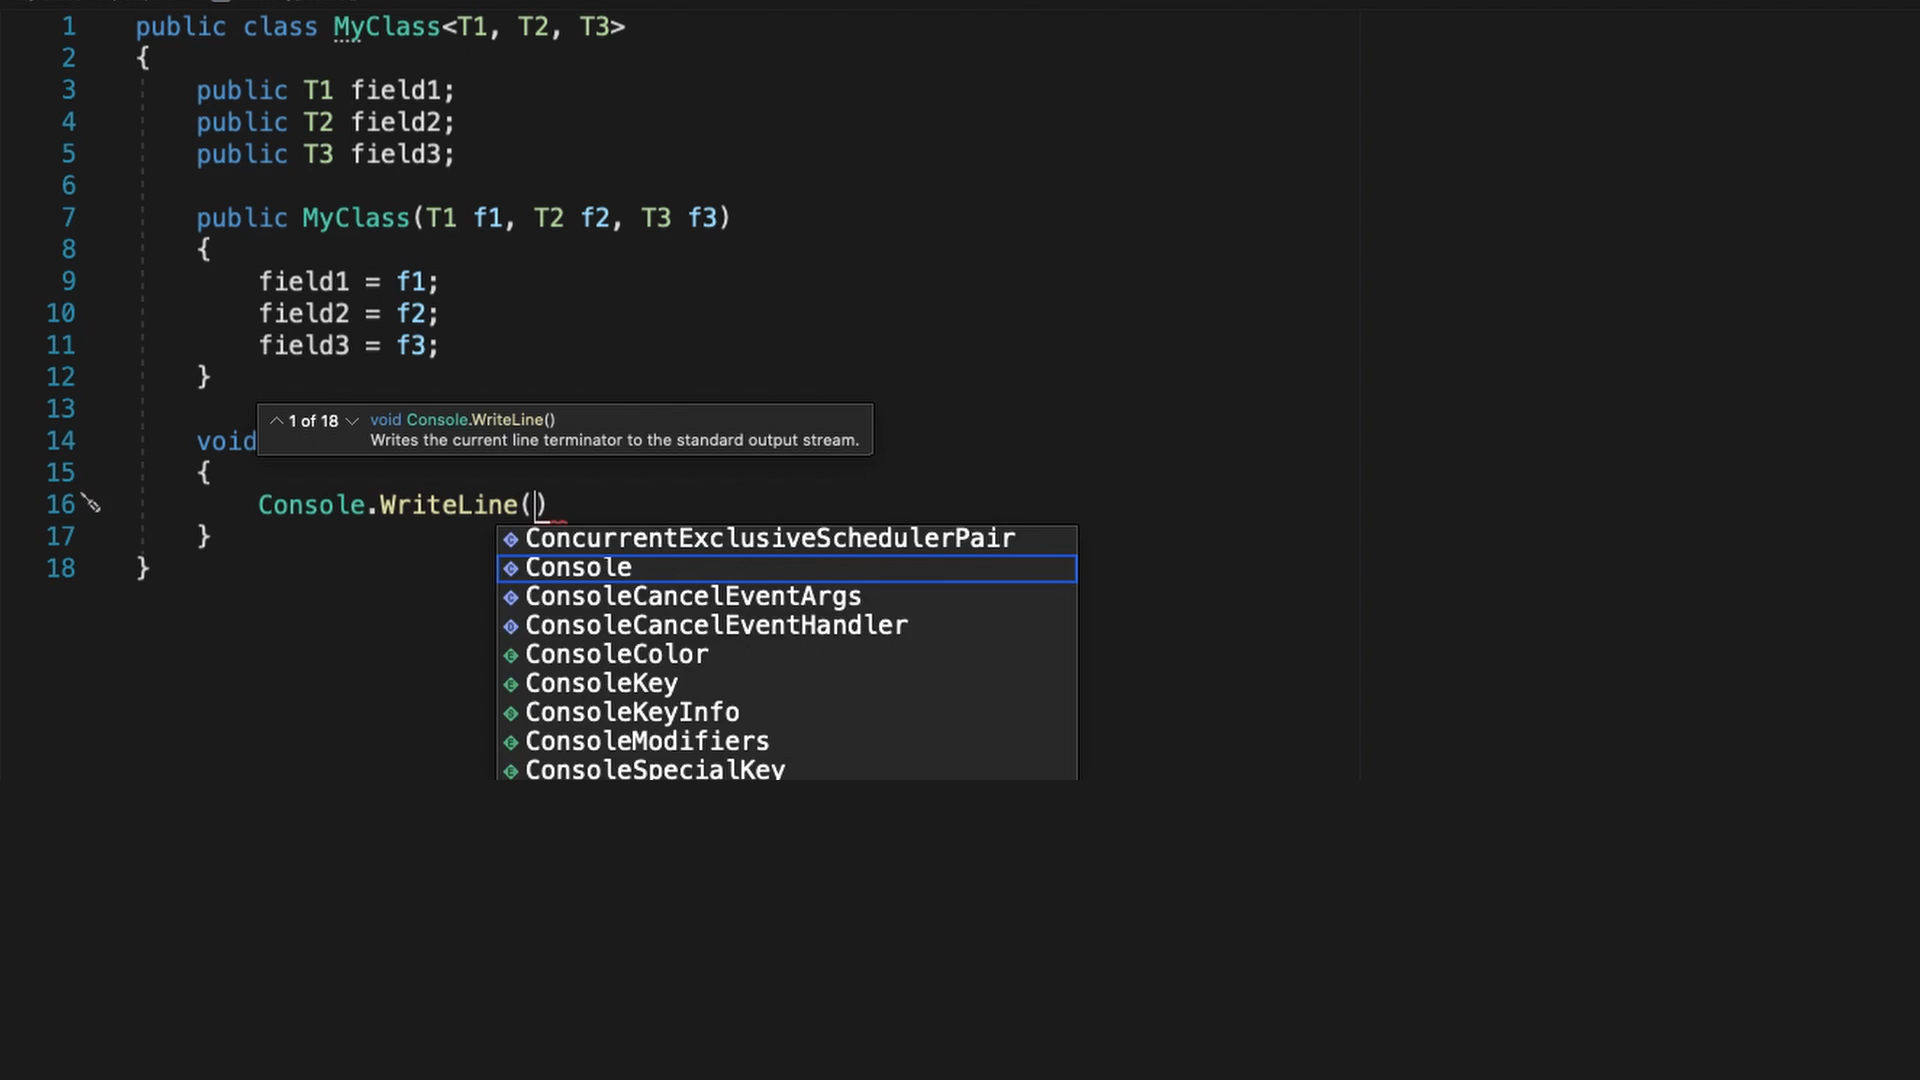 1 public class MyClass<T1, T2, T3>
2 {
3 public T1 field1;
4 public T2 field2;
5 public T3 field3;
6
7 public MyClass(T1 f1, T2 f2, T3 f3)
8 {
9 field1 = f1;
10 field2 = f2;
11 field3 = f3;
12 }
13
1 of 18 void Console.WriteLine()
Writes the current line terminator to the standard output stream.
14 void
15 {
16 Console.WriteLine()
17 }
18 }
ConcurrentExclusiveSchedulerPair
Console
ConsoleCancelEventArgs
ConsoleCancelEventHandler
ConsoleColor
ConsoleKey
ConsoleKeyInfo
ConsoleModifiers
ConsoleSpecialKey